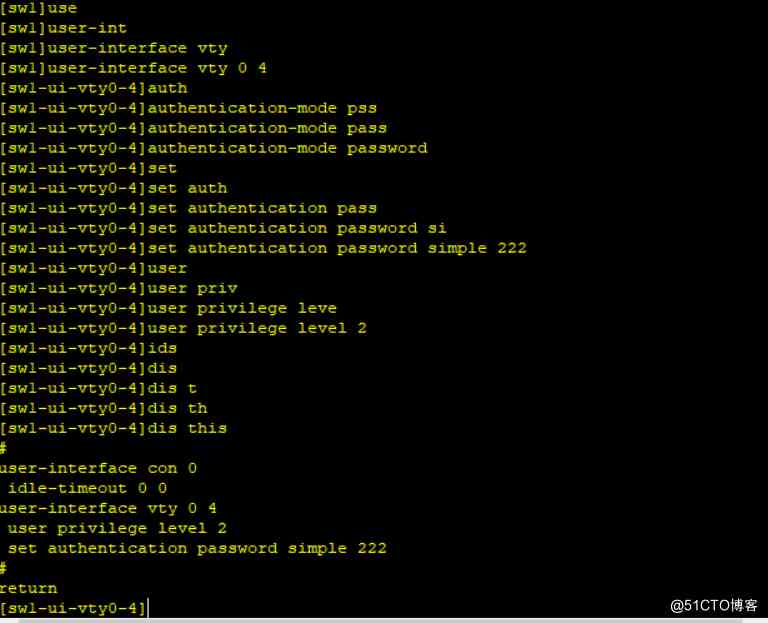 [sw1]use
[sw1]user-int
[sw1]user-interface vty
[sw1]user-interface vty 0 4
[sw1-ui-vty0-4]auth
[sw1-ui-vty0-4]authentication-mode pss
[sw1-ui-vty0-4]authentication-mode pass
[sw1-ui-vty0-4]authentication-mode password
[sw1-ui-vty0-4]set
[sw1-ui-vty0-4]set auth
[sw1-ui-vty0-4]set authentication pass
[sw1-ui-vty0-4]set authentication password si
[sw1-ui-vty0-4]set authentication password simple 222
[sw1-ui-vty0-4]user
[sw1-ui-vty0-4]user priv
[sw1-ui-vty0-4]user privilege leve
[sw1-ui-vty0-4]user privilege level 2
[sw1-ui-vty0-4]ids
[sw1-ui-vty0-4]dis
[sw1-ui-vty0-4]dis t
[sw1-ui-vty0-4]dis th
[sw1-ui-vty0-4]dis this
#
user-interface con 0
 idle-timeout 0 0
user-interface vty 0 4
 user privilege level 2
 set authentication password simple 222
#
return
[sw1-ui-vty0-4]
@51CTO博客